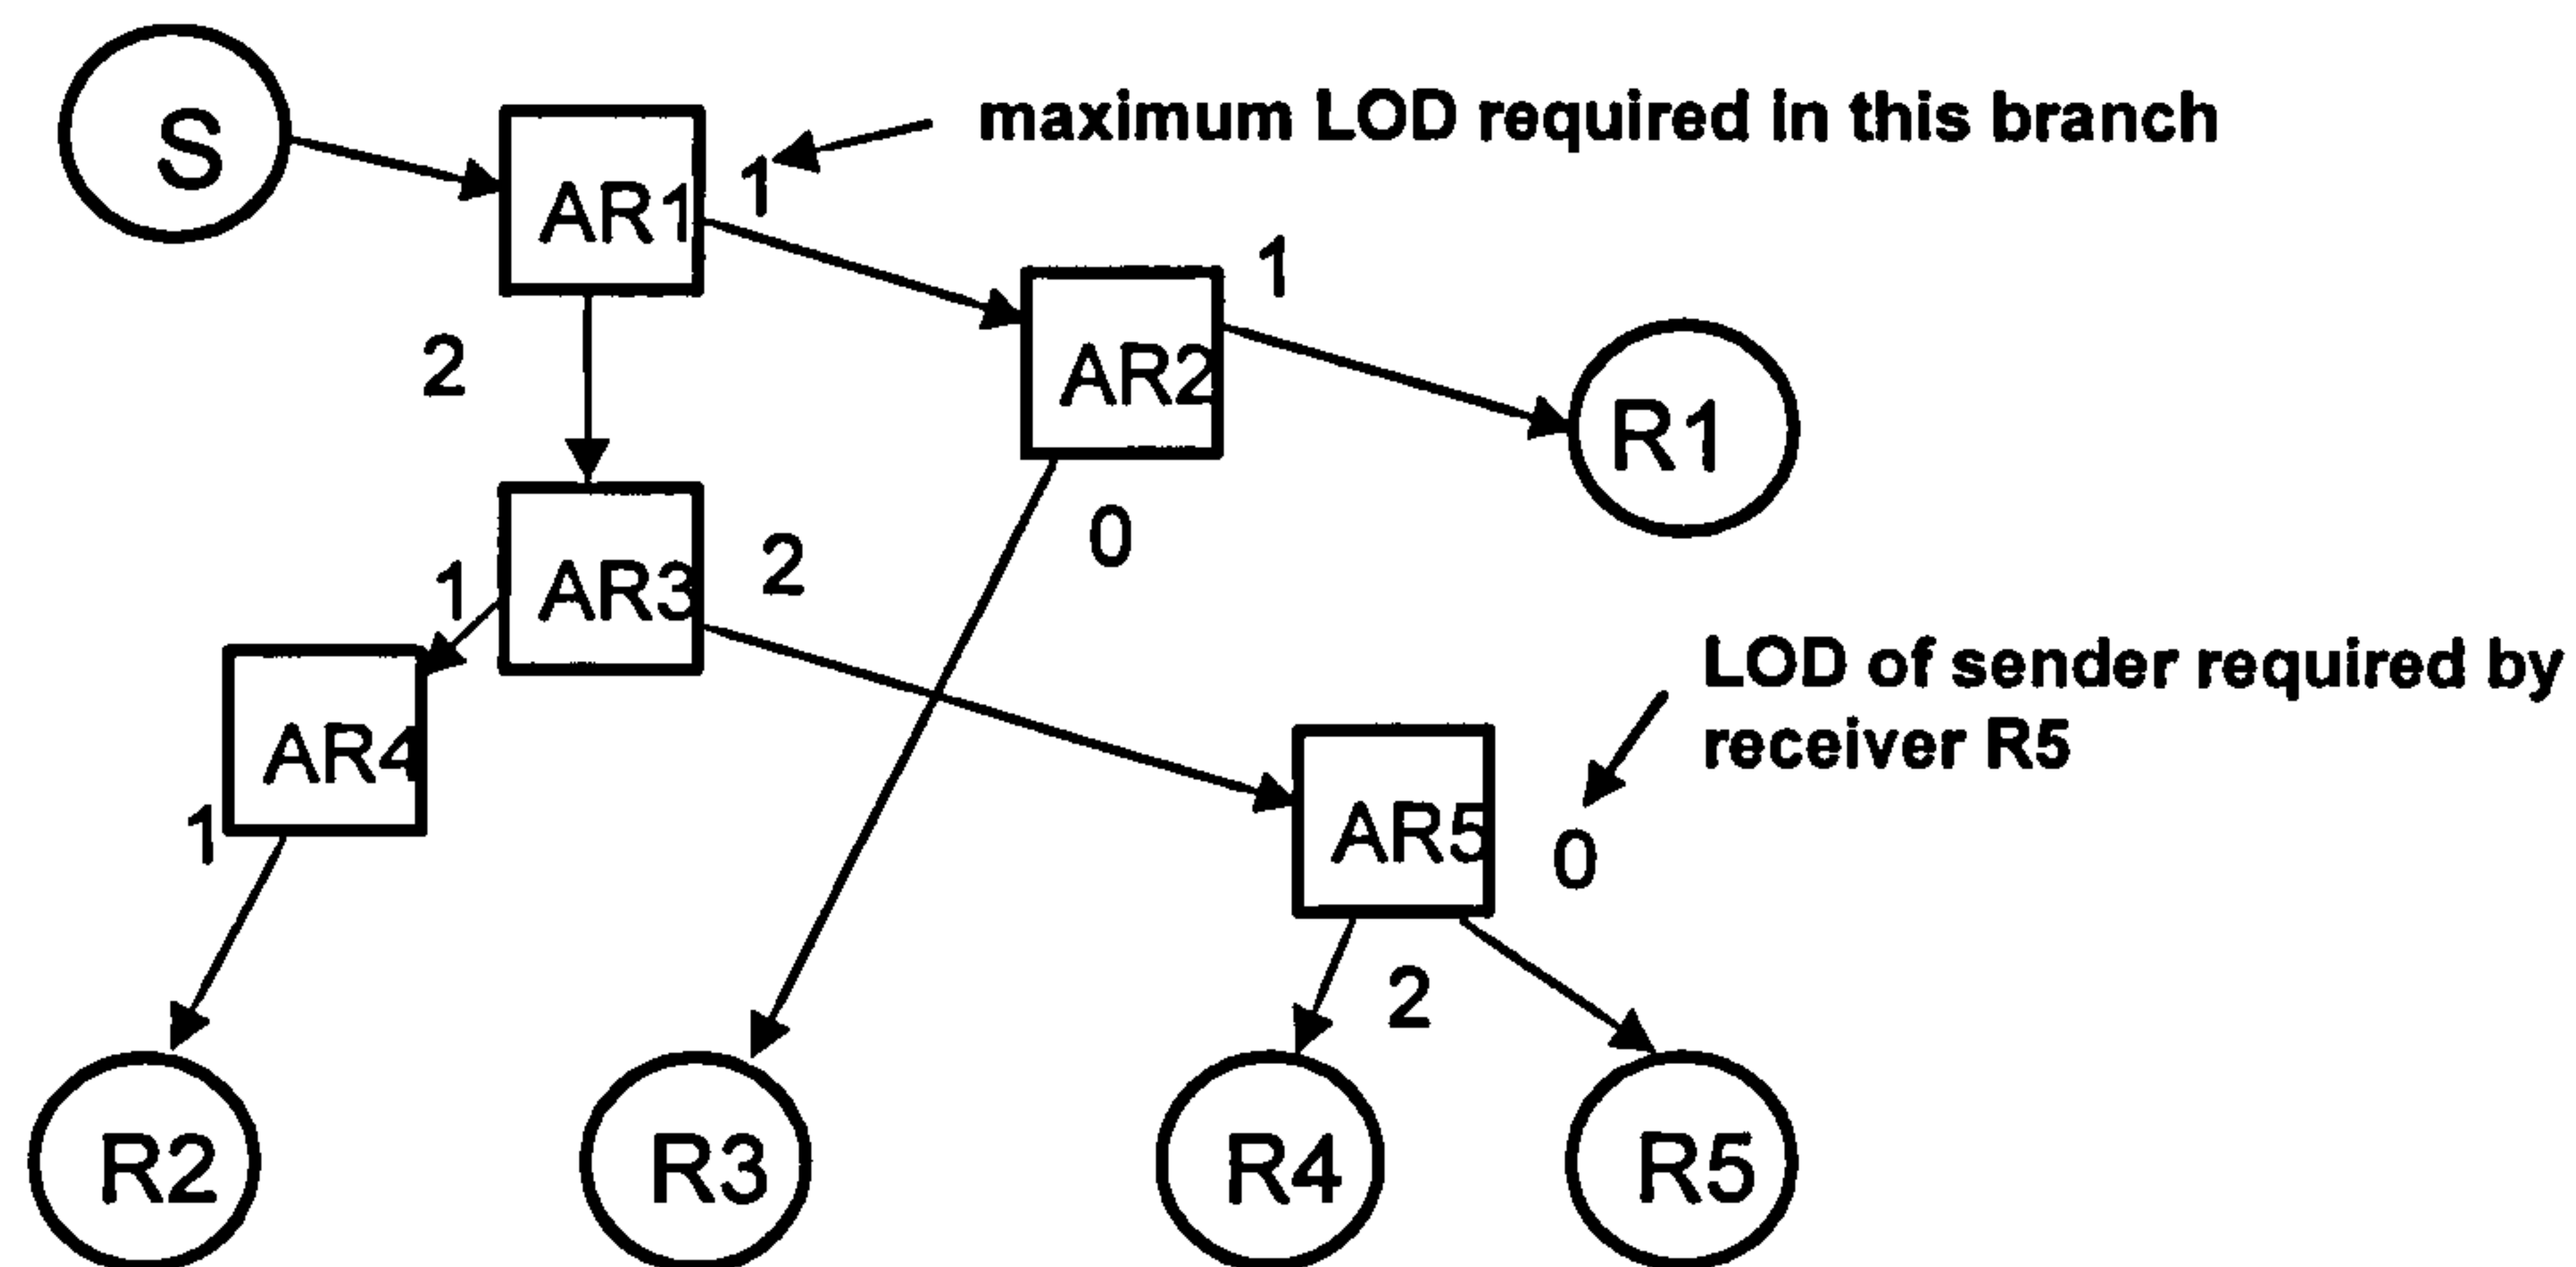 S
AR1
1
maximum LOD required in this branch
2
AR2
1
R1
AR3
1
2
0
AR4
1
LOD of sender required by
receiver R5
AR5
0
2
R2
R3
R4
R5